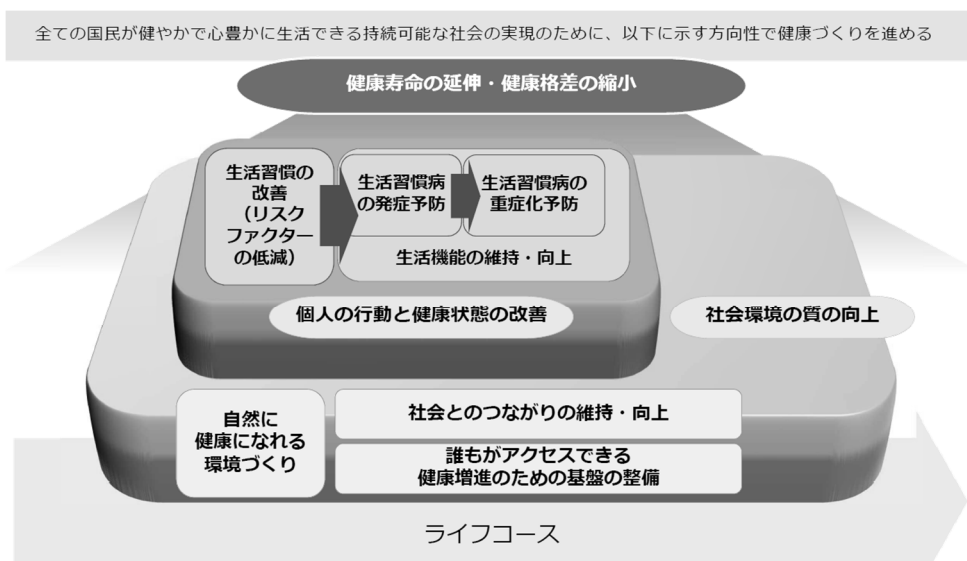 全ての国民が健やかで心豊かに生活できる持続可能な社会の実現のために、以下に示す方向性で健康づくりを進める
健康寿命の延伸・健康格差の縮小
生活習慣の
改善
（リスク
ファクター
の低減）
生活習慣病
の発症予防
生活習慣病の
重症化予防
生活機能の維持・向上
個人の行動と健康状態の改善
社会環境の質の向上
自然に
健康になれる
環境づくり
社会とのつながりの維持・向上
誰もがアクセスできる
健康増進のための基盤の整備
ライフコース